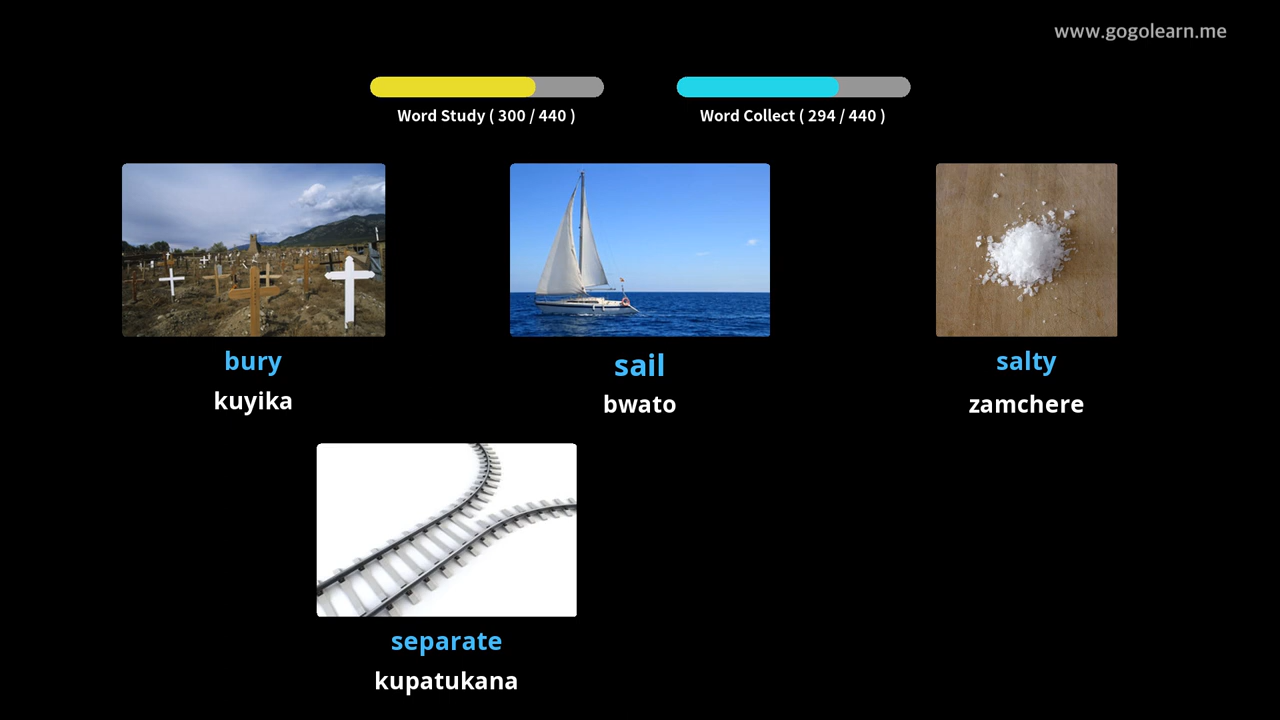 www.gogolearn.me
Word Study ( 300 / 440 )
Word Collect ( 294 / 440 )
bury
kuyika
sail
bwato
salty
zamchere
separate
kupatukana